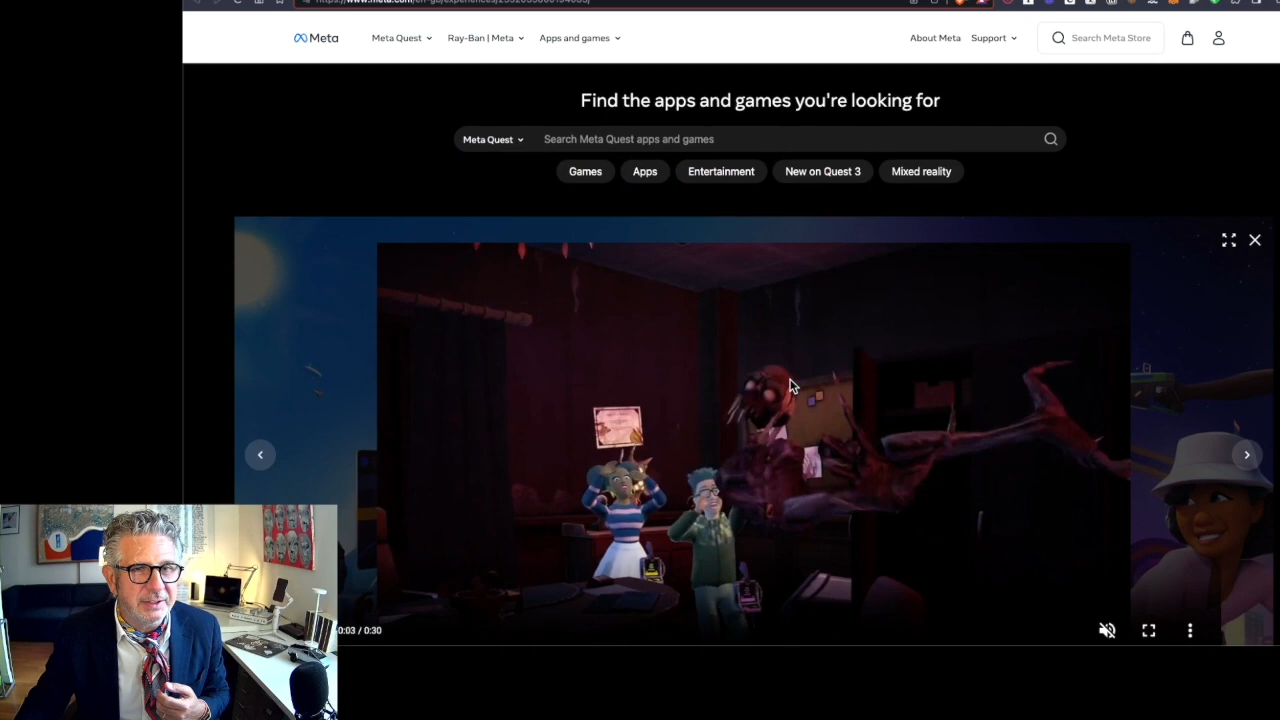 Meta
Meta Quest
Ray-Ban | Meta
Apps and games
About Meta
Support
Search Meta Store
Find the apps and games you're looking for
Meta Quest
Search Meta Quest apps and games
Games
Apps
Entertainment
New on Quest 3
Mixed reality
0:03 / 0:30